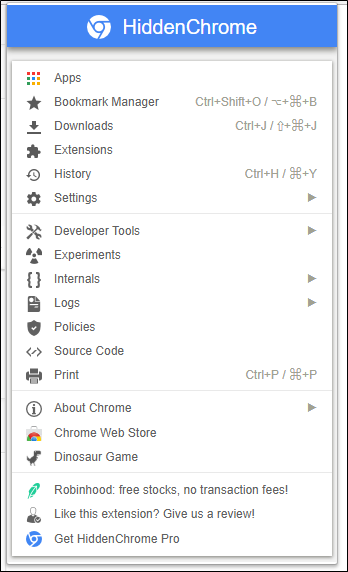 HiddenChrome
Apps
Bookmark Manager Ctrl+Shift+O / ⌥+⌘+B
Downloads Ctrl+J / ⇧+⌘+J
Extensions
History Ctrl+H / ⌘+Y
Settings
Developer Tools
Experiments
Internals
Logs
Policies
Source Code
Print Ctrl+P / ⌘+P
About Chrome
Chrome Web Store
Dinosaur Game
Robinhood: free stocks, no transaction fees!
Like this extension? Give us a review!
Get HiddenChrome Pro